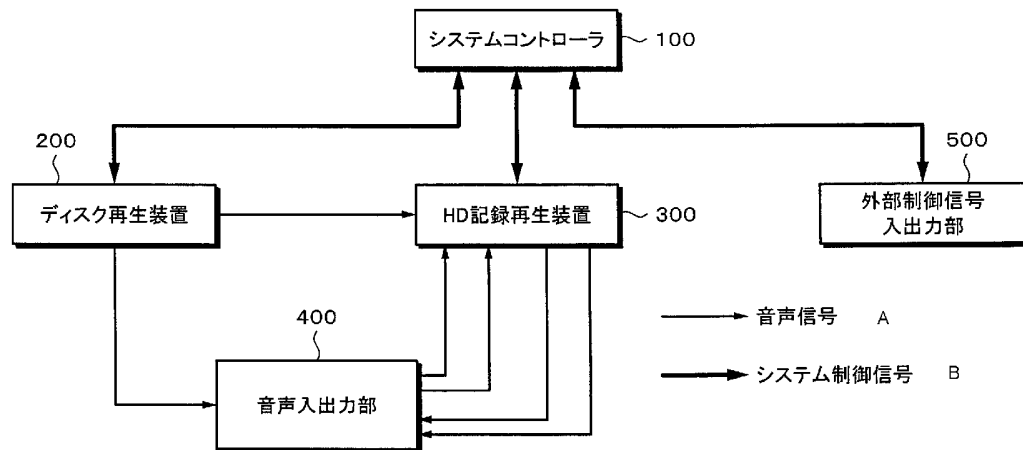 システムコントローラ
100
200
500
ディスク再生装置
HD記録再生装置
300
外部制御信号
入出力部
400
音声入出力部
音声信号 A
システム制御信号 B